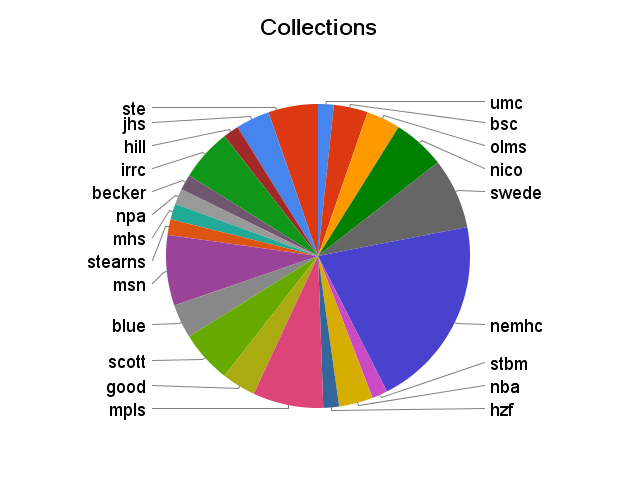 Collections
umc
bsc
olms
nico
swede
nemhc
stbm
nba
hzf
ste
jhs
hill
irrc
becker
npa
mhs
stearns
msn
blue
scott
good
mpls